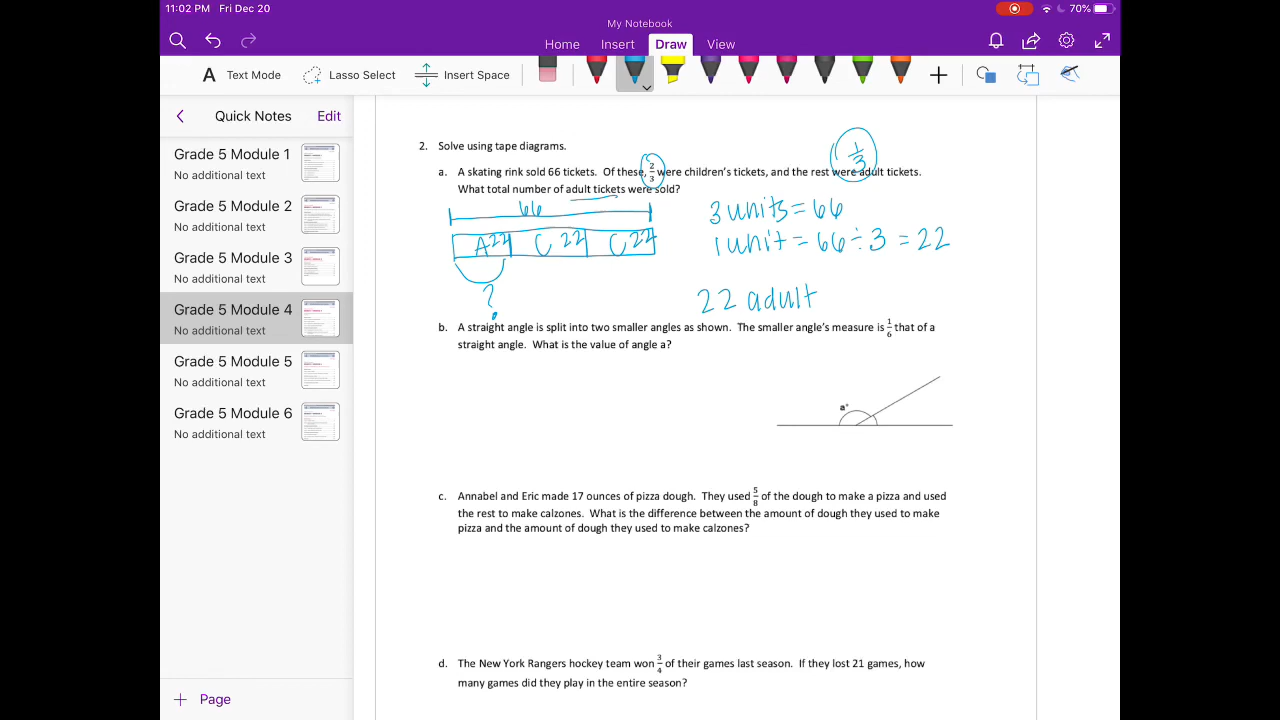 11:02 PM Fri Dec 20
70%
My Notebook
Home Insert Draw View
A Text Mode Lasso Select Insert Space
Quick Notes Edit
Grade 5 Module 1
No additional text
Grade 5 Module 2
No additional text
Grade 5 Module 3
No additional text
Grade 5 Module 4
No additional text
Grade 5 Module 5
No additional text
Grade 5 Module 6
No additional text
+ Page
2. Solve using tape diagrams.
1/3
a. A skating rink sold 66 tickets. Of these, 2/3 were children's tickets, and the rest were adult tickets.
What total number of adult tickets were sold?
66
3 units = 66
A 22 C 22 C 22
1 unit = 66 ÷ 3 = 22
?
22 adult
b. A straight angle is split into two smaller angles as shown. The smaller angle's measure is 1/6 that of a
straight angle. What is the value of angle a?
a°
c. Annabel and Eric made 17 ounces of pizza dough. They used 5/8 of the dough to make a pizza and used
the rest to make calzones. What is the difference between the amount of dough they used to make
pizza and the amount of dough they used to make calzones?
d. The New York Rangers hockey team won 3/4 of their games last season. If they lost 21 games, how
many games did they play in the entire season?